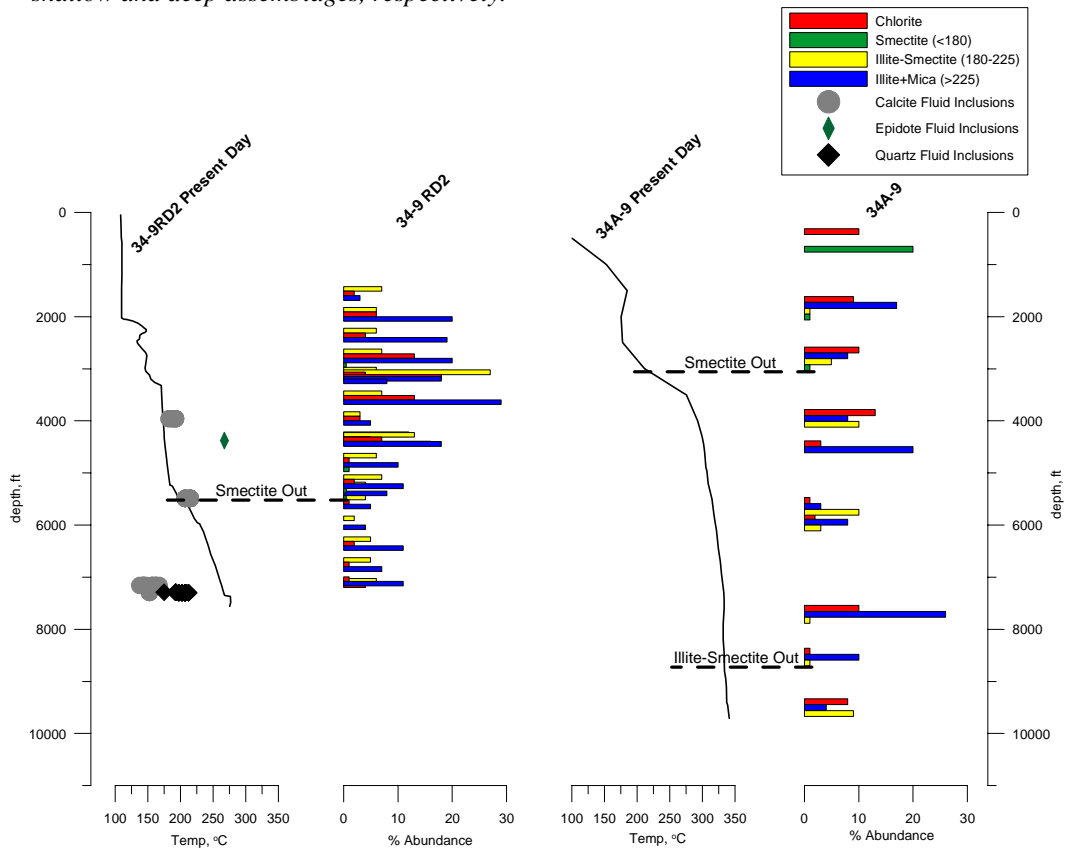 shallow and deep assemblages, respectively.
Chlorite
Smectite (<180)
Illite-Smectite (180-225)
Illite+Mica (>225)
Calcite Fluid Inclusions
Epidote Fluid Inclusions
Quartz Fluid Inclusions
34-9RD2 Present Day
34-9 RD2
34A-9 Present Day
34A-9
0
2000
4000
6000
8000
10000
depth, ft
Smectite Out
Smectite Out
Illite-Smectite Out
0
2000
4000
6000
8000
10000
depth, ft
100 150 200 250 300 350
Temp, °C
0 10 20 30
% Abundance
100 150 200 250 300 350
Temp, °C
0 10 20 30
% Abundance